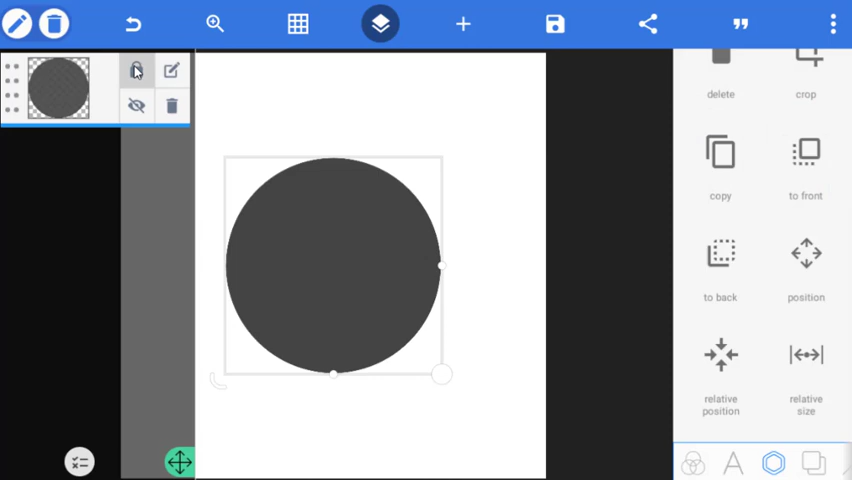 delete
crop
copy
to front
to back
position
relative
position
relative
size
A